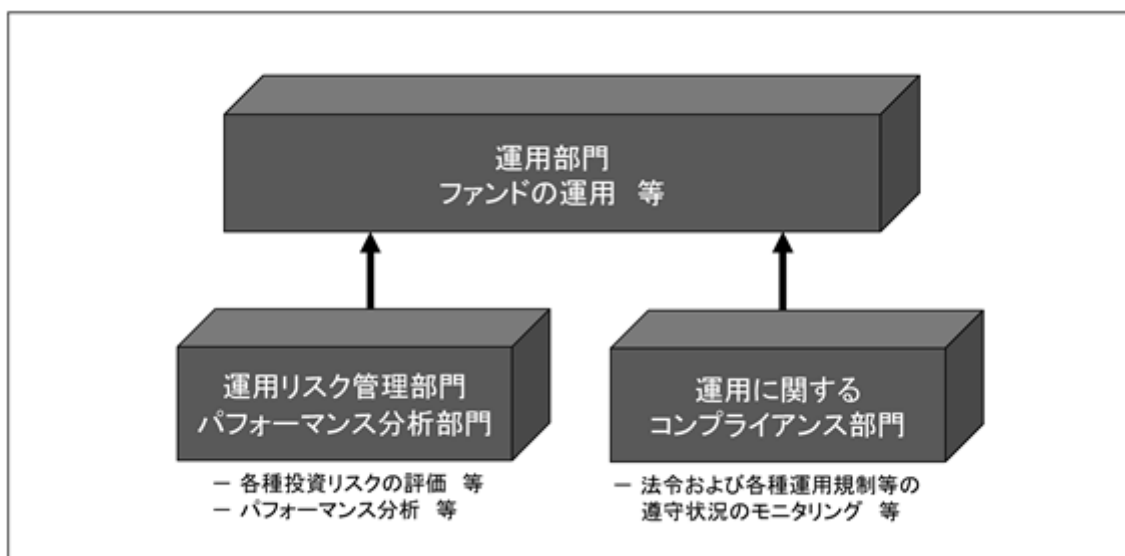 運用部門
ファンドの運用 等
運用リスク管理部門
パフォーマンス分析部門
運用に関する
コンプライアンス部門
－ 各種投資リスクの評価 等
－ パフォーマンス分析 等
－ 法令および各種運用規制等の
遵守状況のモニタリング 等